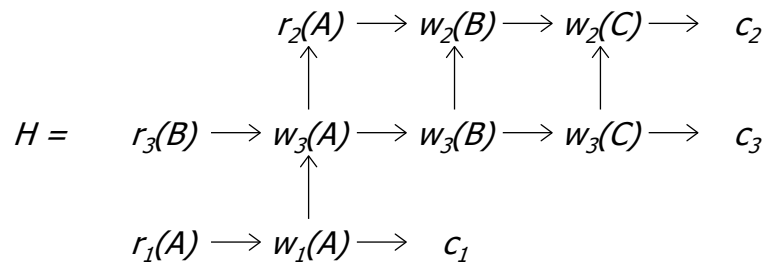 r₂(A) → w₂(B) → w₂(C) → c₂
H = r₃(B) → w₃(A) → w₃(B) → w₃(C) → c₃
r₁(A) → w₁(A) → c₁